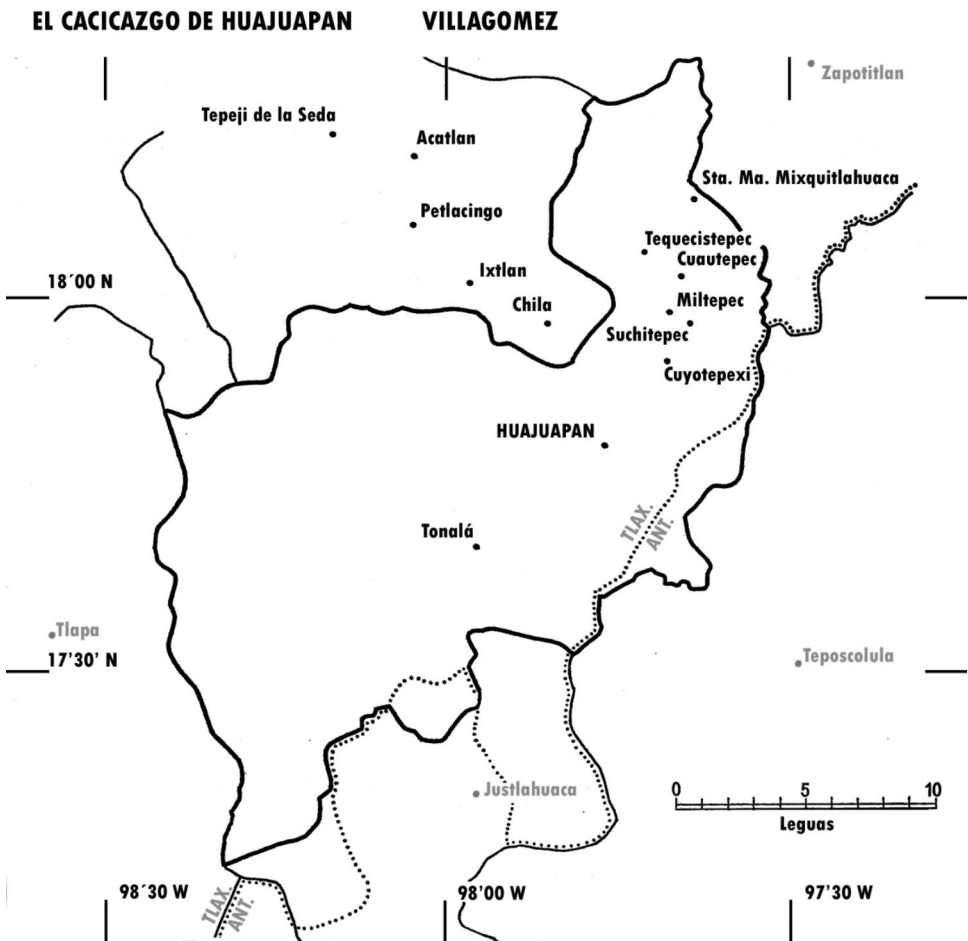 EL CACICAZGO DE HUAJUAPAN VILLAGOMEZ
Zapotitlan
Tepeji de la Seda
Acatlan
Sta. Ma. Mixquitlahuaca
Petlacingo
Tequecistepec
Cuautepec
Ixtlan
18´00 N
Chila
Miltepec
Suchitepec
Cuyotepexi
HUAJUAPAN
TLAX.
ANT.
Tonalá
Tlapa
17’30’ N
Teposcolula
Justlahuaca
0 5 10
Leguas
98´30 W
98’00 W
97’30 W
TLAX.
ANT.